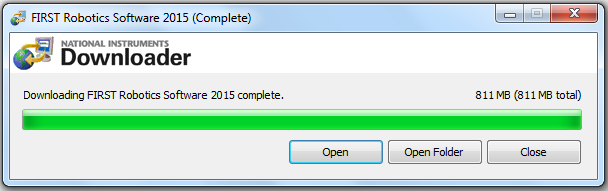 FIRST Robotics Software 2015 (Complete)
NATIONAL INSTRUMENTS
Downloader
Downloading FIRST Robotics Software 2015 complete. 811 MB (811 MB total)
Open Open Folder Close